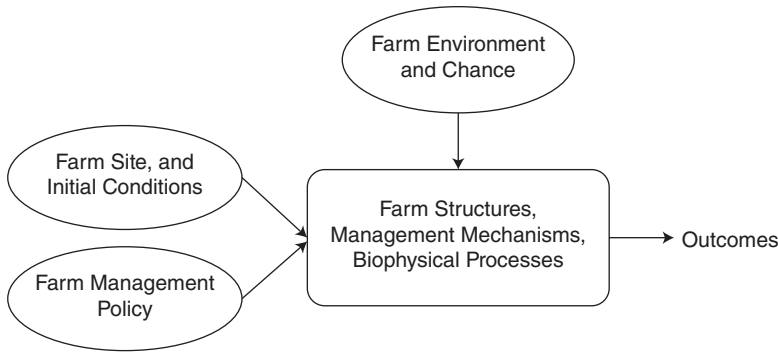 Farm Environment
and Chance
Farm Site, and
Initial Conditions
Farm Structures,
Management Mechanisms,
Biophysical Processes
Outcomes
Farm Management
Policy